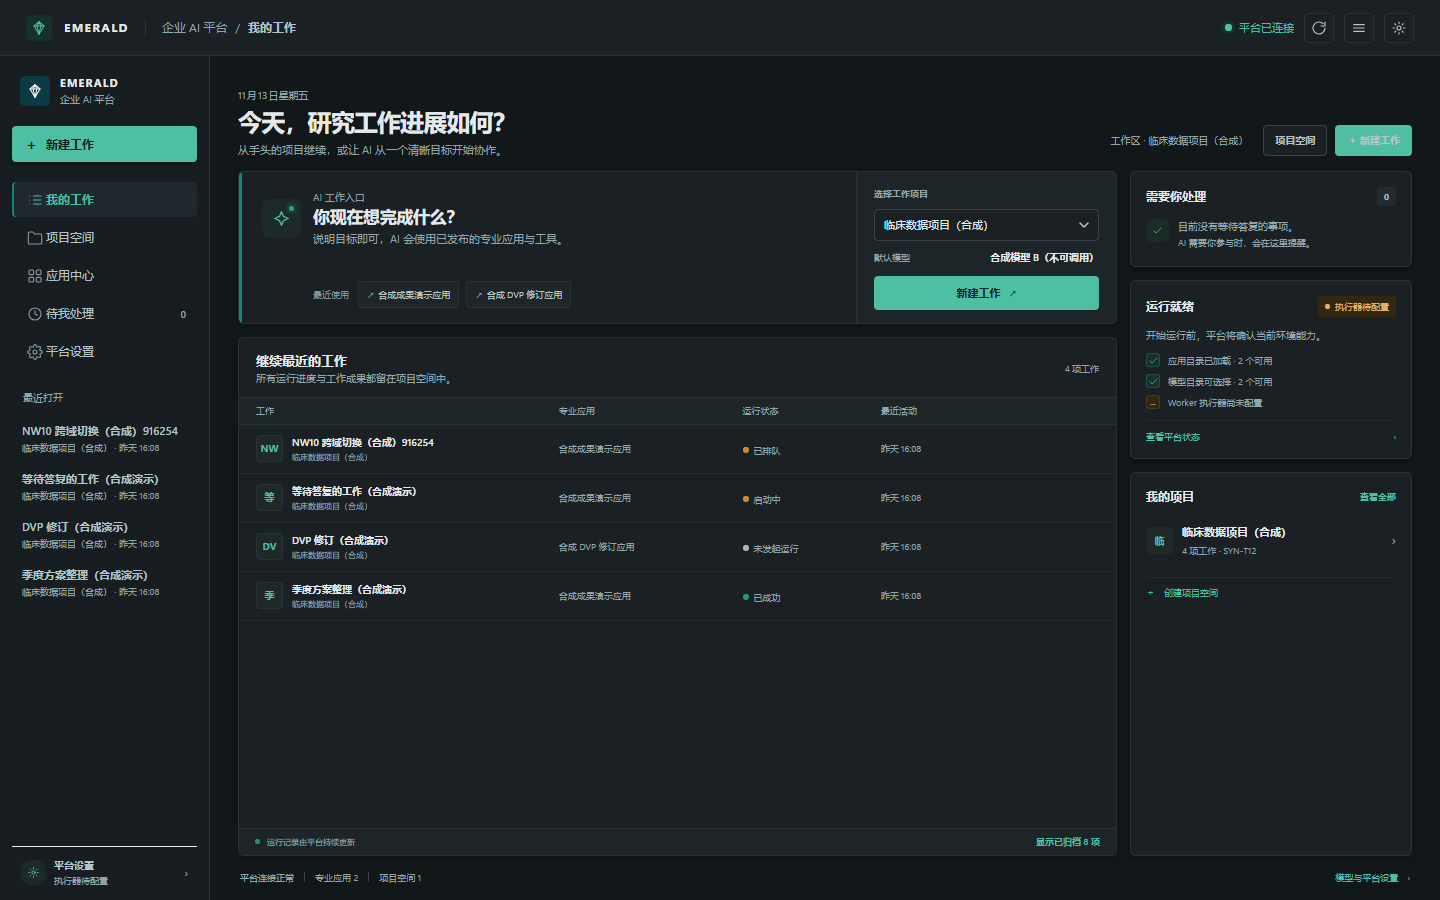 EMERALD
企业 AI 平台 / 我的工作
平台已连接
EMERALD
企业 AI 平台
+ 新建工作
我的工作
项目空间
应用中心
待我处理 0
平台设置
最近打开
NW10 跨域切换（合成）916254
临床数据项目（合成） · 昨天 16:08
等待答复的工作（合成演示）
临床数据项目（合成） · 昨天 16:08
DVP 修订（合成演示）
临床数据项目（合成） · 昨天 16:08
季度方案整理（合成演示）
临床数据项目（合成） · 昨天 16:08
平台设置
执行器待配置
11月13日星期五
今天，研究工作进展如何？
从手头的项目继续，或让 AI 从一个清晰目标开始协作。
工作区 · 临床数据项目（合成）
项目空间
+ 新建工作
AI 工作入口
你现在想完成什么？
说明目标即可，AI 会使用已发布的专业应用与工具。
最近使用
↗ 合成成果演示应用
↗ 合成 DVP 修订应用
选择工作项目
临床数据项目（合成）
默认模型 合成模型 B（不可调用）
新建工作 ↗
继续最近的工作
所有运行进度与工作成果都留在项目空间中。
4 项工作
工作 专业应用 运行状态 最近活动
NW
NW10 跨域切换（合成）916254
临床数据项目（合成）
合成成果演示应用 已排队 昨天 16:08
等
等待答复的工作（合成演示）
临床数据项目（合成）
合成成果演示应用 启动中 昨天 16:08
DV
DVP 修订（合成演示）
临床数据项目（合成）
合成 DVP 修订应用 未发起运行 昨天 16:08
季
季度方案整理（合成演示）
临床数据项目（合成）
合成成果演示应用 已成功 昨天 16:08
运行记录由平台持续更新
显示已归档 8 项
需要你处理 0
目前没有等待答复的事项。
AI 需要你参与时，会在这里提醒。
运行就绪 执行器待配置
开始运行前，平台将确认当前环境能力。
应用目录已加载 · 2 个可用
模型目录可选择 · 2 个可用
Worker 执行器尚未配置
查看平台状态 ›
我的项目 查看全部
临
临床数据项目（合成）
4 项工作 · SYN-T12
+ 创建项目空间
平台连接正常 专业应用 2 项目空间 1
模型与平台设置 ›